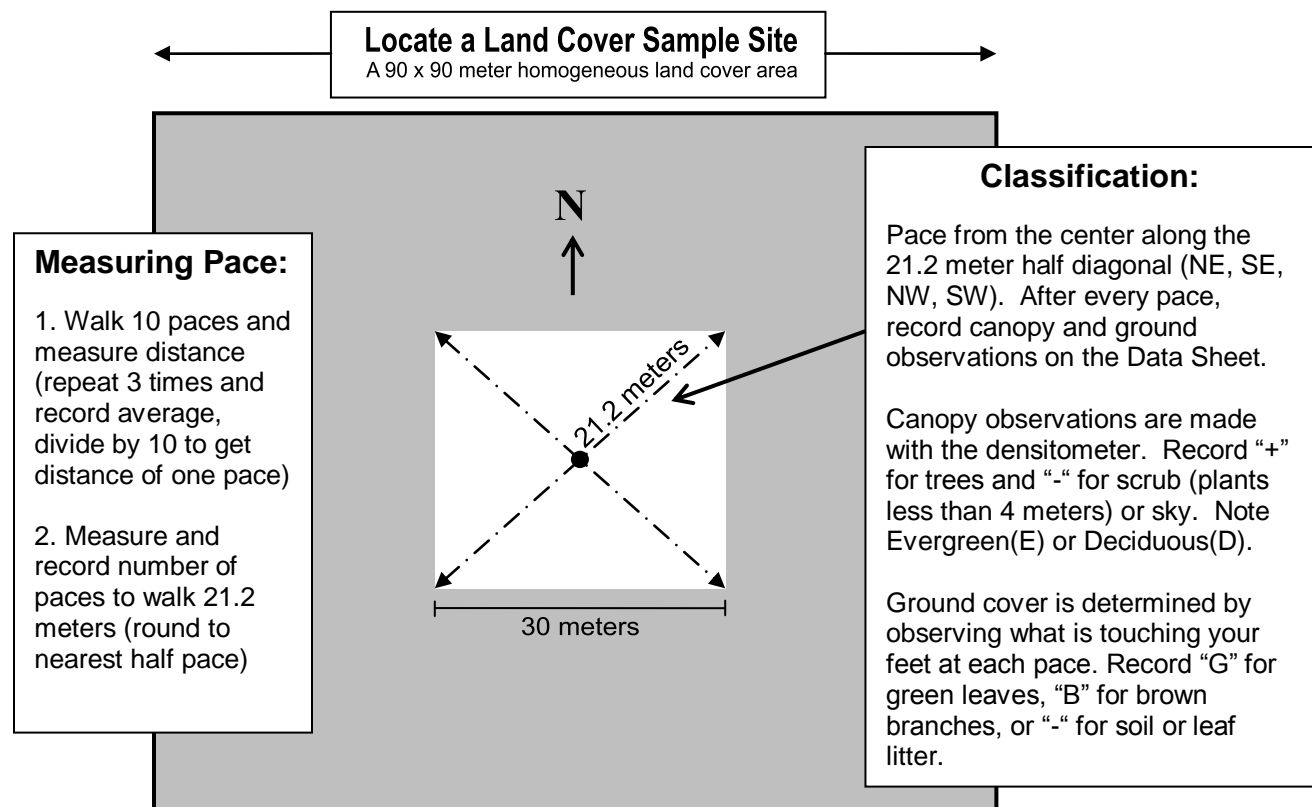 Locate a Land Cover Sample Site
A 90 x 90 meter homogeneous land cover area
N
Measuring Pace:
1. Walk 10 paces and
measure distance
(repeat 3 times and
record average,
divide by 10 to get
distance of one pace)
2. Measure and
record number of
paces to walk 21.2
meters (round to
nearest half pace)
21.2 meters
30 meters
Classification:
Pace from the center along the
21.2 meter half diagonal (NE, SE,
NW, SW).  After every pace,
record canopy and ground
observations on the Data Sheet.
Canopy observations are made
with the densitometer.  Record “+”
for trees and “-“ for scrub (plants
less than 4 meters) or sky.  Note
Evergreen(E) or Deciduous(D).
Ground cover is determined by
observing what is touching your
feet at each pace. Record “G” for
green leaves, “B” for brown
branches, or “-“ for soil or leaf
litter.